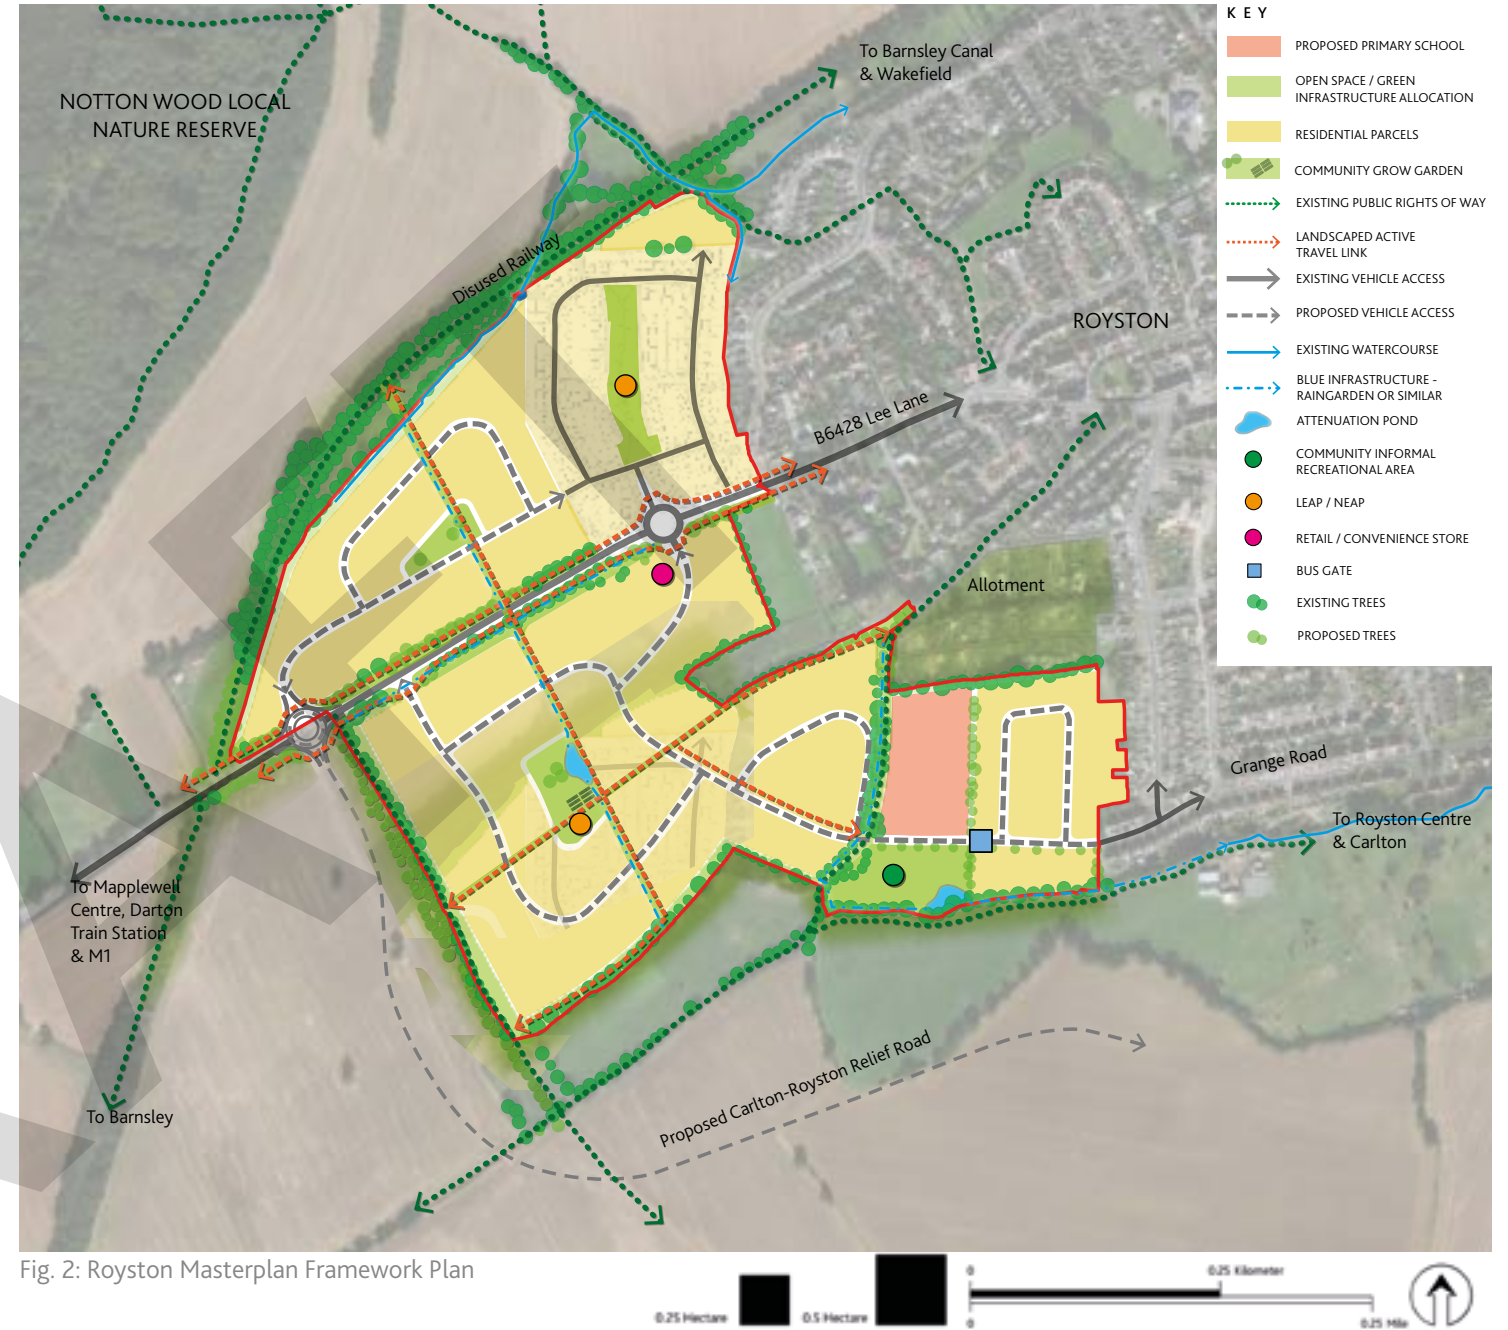 KEY
PROPOSED PRIMARY SCHOOL
OPEN SPACE / GREEN
INFRASTRUCTURE ALLOCATION
RESIDENTIAL PARCELS
COMMUNITY GROW GARDEN
EXISTING PUBLIC RIGHTS OF WAY
LANDSCAPED ACTIVE
TRAVEL LINK
EXISTING VEHICLE ACCESS
PROPOSED VEHICLE ACCESS
EXISTING WATERCOURSE
BLUE INFRASTRUCTURE -
RAINGARDEN OR SIMILAR
ATTENUATION POND
COMMUNITY INFORMAL
RECREATIONAL AREA
LEAP / NEAP
RETAIL / CONVENIENCE STORE
BUS GATE
EXISTING TREES
PROPOSED TREES
To Barnsley Canal
& Wakefield
NOTTON WOOD LOCAL
NATURE RESERVE
Disused Railway
ROYSTON
B6428 Lee Lane
Allotment
Grange Road
To Royston Centre
& Carlton
To Mapplewell
Centre, Darton
Train Station
& M1
To Barnsley
Proposed Carlton-Royston Relief Road
Fig. 2: Royston Masterplan Framework Plan
0.25 Hectare
0.5 Hectare
0
0.25 Kilometer
0
0.25 Mile